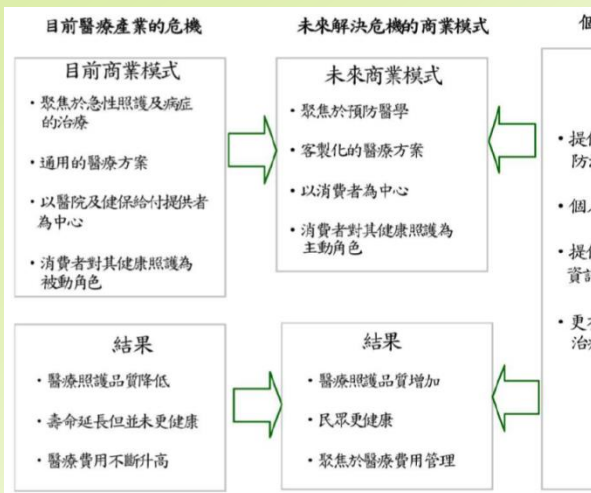 目前醫療產業的危機
目前商業模式
・聚焦於急性照護及病症
的治療
・通用的醫療方案
・以醫院及健保給付提供者
為中心
・消費者對其健康照護為
被動角色
結果
・醫療照護品質降低
・壽命延長但並未更健康
・醫療費用不斷升高
未來解決危機的商業模式
未來商業模式
・聚焦於預防醫學
・客製化的醫療方案
・以消費者為中心
・消費者對其健康照護為
主動角色
結果
・醫療照護品質增加
・民眾更健康
・聚焦於醫療費用管理
個
・提
防
・個
・提
資
・更
治